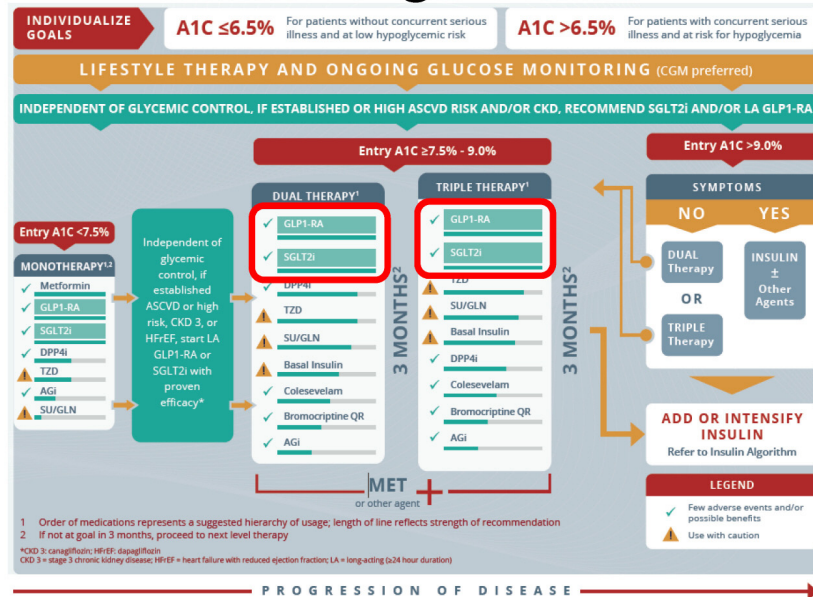 INDIVIDUALIZE
GOALS
A1C ≤6.5%
For patients without concurrent serious
illness and at low hypoglycemic risk
A1C >6.5%
For patients with concurrent serious
illness and at risk for hypoglycemia
LIFESTYLE THERAPY AND ONGOING GLUCOSE MONITORING (CGM preferred)
INDEPENDENT OF GLYCEMIC CONTROL, IF ESTABLISHED OR HIGH ASCVD RISK AND/OR CKD, RECOMMEND SGLT2i AND/OR LA GLP1-RA
Entry A1C <7.5%
MONOTHERAPY1,2
Metformin
GLP1-RA
SGLT2i
DPP4i
TZD
AGi
SU/GLN
Independent of
glycemic
control, if
established
ASCVD or high
risk, CKD 3, or
HFrEF, start LA
GLP1-RA or
SGLT2i with
proven
efficacy*
Entry A1C ≥7.5% - 9.0%
DUAL THERAPY1
GLP1-RA
SGLT2i
DPP4i
TZD
SU/GLN
Basal Insulin
Colesevelam
Bromocriptine QR
AGi
3 MONTHS2
TRIPLE THERAPY1
GLP1-RA
SGLT2i
TZD
SU/GLN
Basal Insulin
DPP4i
Colesevelam
Bromocriptine QR
AGi
3 MONTHS2
MET
or other agent
+
Entry A1C >9.0%
SYMPTOMS
NO
YES
DUAL
Therapy
OR
TRIPLE
Therapy
INSULIN
±
Other
Agents
ADD OR INTENSIFY
INSULIN
Refer to Insulin Algorithm
LEGEND
Few adverse events and/or
possible benefits
Use with caution
1 Order of medications represents a suggested hierarchy of usage; length of line reflects strength of recommendation
2 If not at goal in 3 months, proceed to next level therapy
*CKD 3: canagliflozin; HFrEF: dapagliflozin
CKD 3 = stage 3 chronic kidney disease; HFrEF = heart failure with reduced ejection fraction; LA = long-acting (≥24 hour duration)
PROGRESSION OF DISEASE